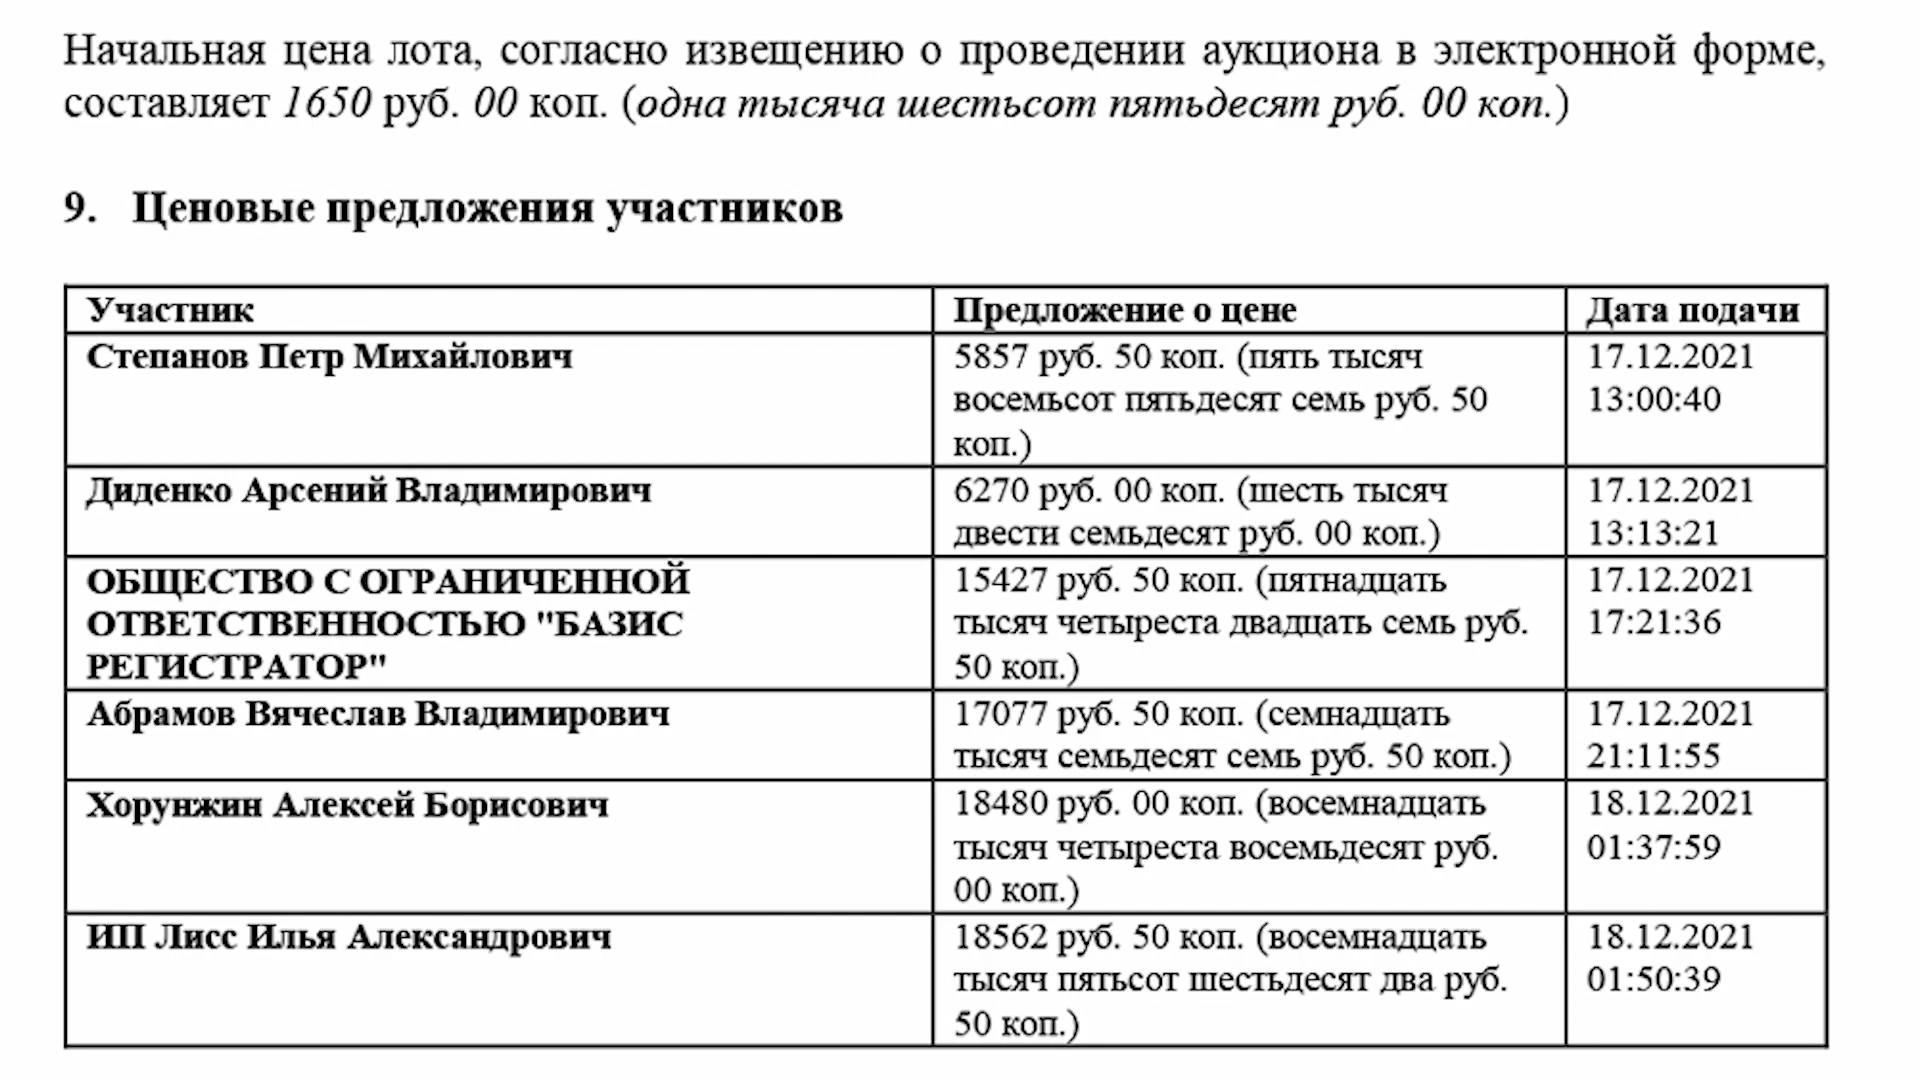 Начальная цена лота, согласно извещению о проведении аукциона в электронной форме,
составляет 1650 руб. 00 коп. (одна тысяча шестьсот пятьдесят руб. 00 коп.)
9. Ценовые предложения участников
Участник Предложение о цене Дата подачи
Степанов Петр Михайлович 5857 руб. 50 коп. (пять тысяч 17.12.2021
восемьсот пятьдесят семь руб. 50 13:00:40
коп.)
Диденко Арсений Владимирович 6270 руб. 00 коп. (шесть тысяч 17.12.2021
двести семьдесят руб. 00 коп.) 13:13:21
ОБЩЕСТВО С ОГРАНИЧЕННОЙ 15427 руб. 50 коп. (пятнадцать 17.12.2021
ОТВЕТСТВЕННОСТЬЮ "БАЗИС тысяч четыреста двадцать семь руб. 17:21:36
РЕГИСТРАТОР" 50 коп.)
Абрамов Вячеслав Владимирович 17077 руб. 50 коп. (семнадцать 17.12.2021
тысяч семьдесят семь руб. 50 коп.) 21:11:55
Хорунжин Алексей Борисович 18480 руб. 00 коп. (восемнадцать 18.12.2021
тысяч четыреста восемьдесят руб. 01:37:59
00 коп.)
ИП Лисс Илья Александрович 18562 руб. 50 коп. (восемнадцать 18.12.2021
тысяч пятьсот шестьдесят два руб. 01:50:39
50 коп.)